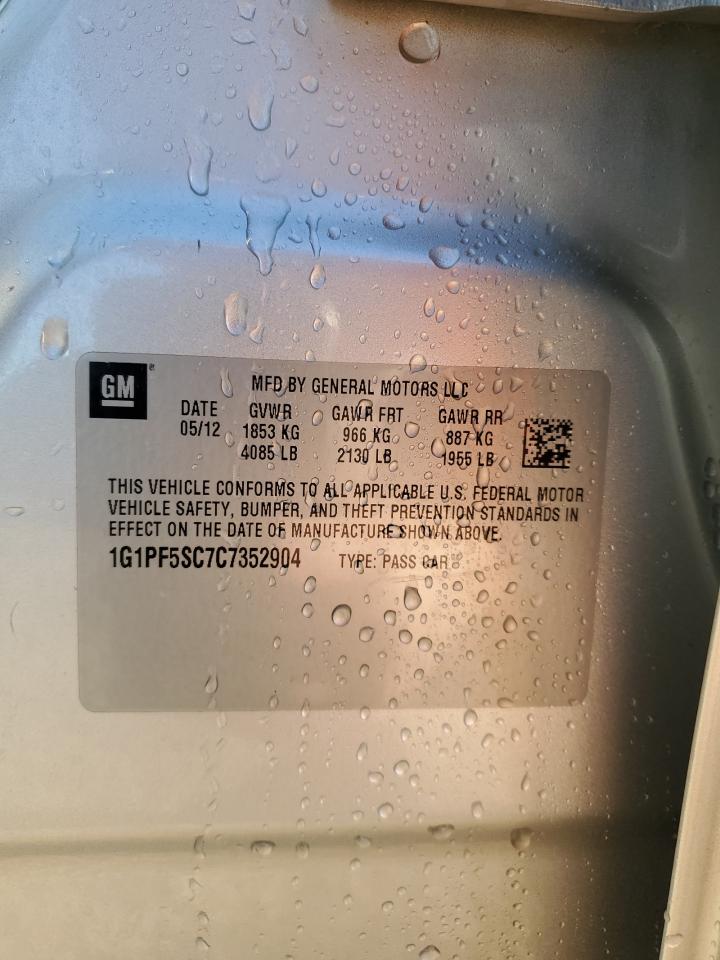 GM®
MFD BY GENERAL MOTORS LLC
DATE GVWR GAWR FRT GAWR RR
05/12 1853 KG 966 KG 887 KG
4085 LB 2130 LB 1955 LB
THIS VEHICLE CONFORMS TO ALL APPLICABLE U.S. FEDERAL MOTOR
VEHICLE SAFETY, BUMPER, AND THEFT PREVENTION STANDARDS IN
EFFECT ON THE DATE OF MANUFACTURE SHOWN ABOVE.
1G1PF5SC7C7352904 TYPE: PASS CAR